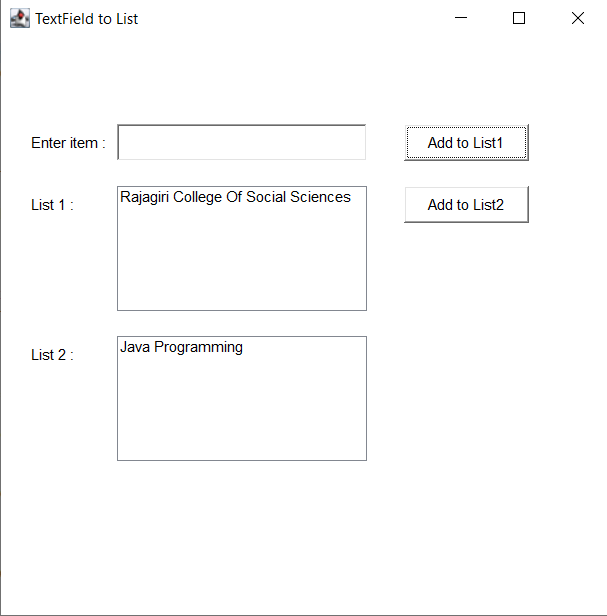 TextField to List
Enter item :
Add to List1
List 1 :
Rajagiri College Of Social Sciences
Add to List2
List 2 :
Java Programming